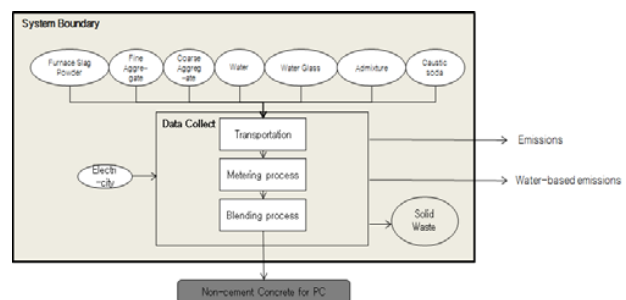 System Boundary
Furnace Slag
Powder
Fine
Aggre-
gate
Coarse
Aggreg
-ate
Water
Water Glass
Admixture
Caustic
soda
Data Collect
Transportation
Emissions
Electri
-city
Metering process
Water-based emissions
Blending process
Solid
Waste
Non-cement Concrete for PC